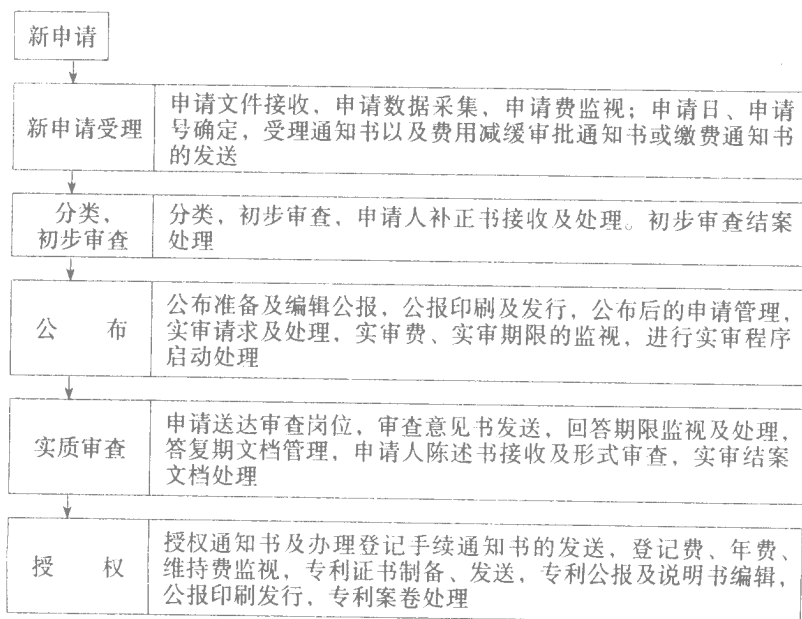 新申请
新申请受理
申请文件接收，申请数据采集，申请费监视；申请日、申请
号确定，受理通知书以及费用减缓审批通知书或缴费通知书
的发送
分类，
初步审查
分类，初步审查，申请人补正书接收及处理。初步审查结案
处理
公 布
公布准备及编辑公报，公报印刷及发行，公布后的申请管理，
实审请求及处理，实审费、实审期限的监视，进行实审程序
启动处理
实质审查
申请送达审查岗位，审查意见书发送，回答期限监视及处理，
答复期文档管理，申请人陈述书接收及形式审查，实审结案
文档处理
授 权
授权通知书及办理登记手续通知书的发送，登记费、年费、
维持费监视，专利证书制备、发送，专利公报及说明书编辑，
公报印刷发行，专利案卷处理